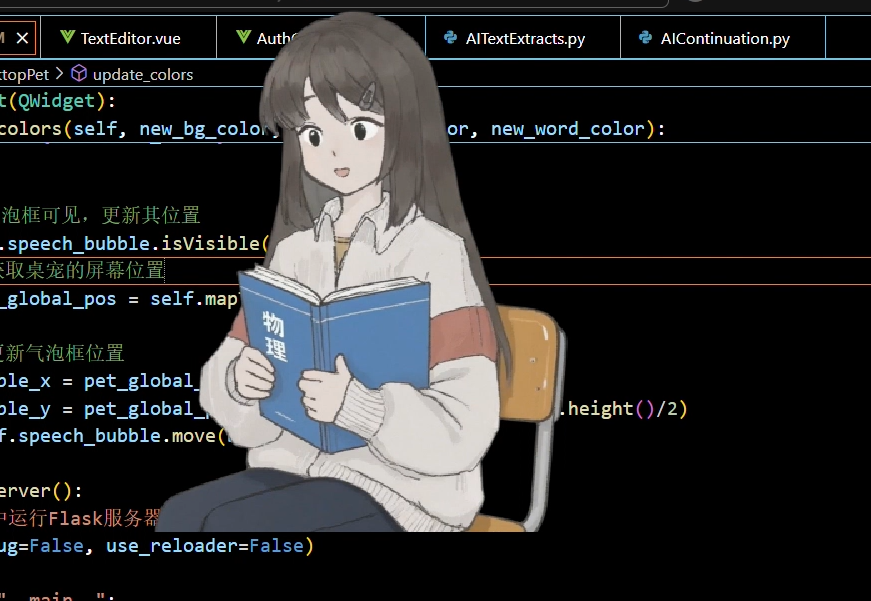 TextEditor.vue
AITextExtracts.py
AIContinuation.py
update_colors
(QWidget):
colors(self, new_bg_color, or, new_word_color):
泡框可见，更新其位置
.speech_bubble.isVisible(
获取桌宠的屏幕位置
_global_pos = self.map
物
理
更新气泡框位置
ble_x = pet_global_
ble_y = pet_global_ .height()/2)
f.speech_bubble.move(
erver():
中运行Flask服务器
ug=False, use_reloader=False)